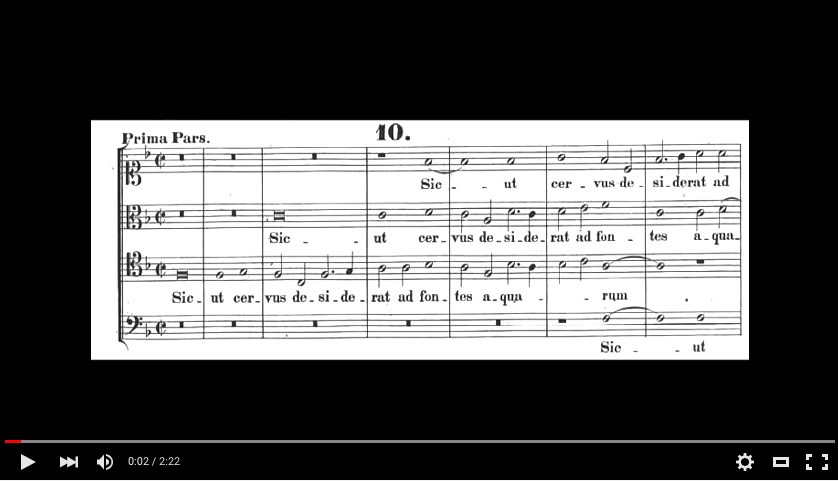 10.
Prima Pars.
Sic - - ut cer - vus de - si - derat ad
Sic - - ut cer - vus de - si - de - rat ad fon - tes a - qua -
Sic - ut cer - vus de - si - de - rat ad fon - tes a - qua - - rum .
Sic - - ut
0:02 / 2:22